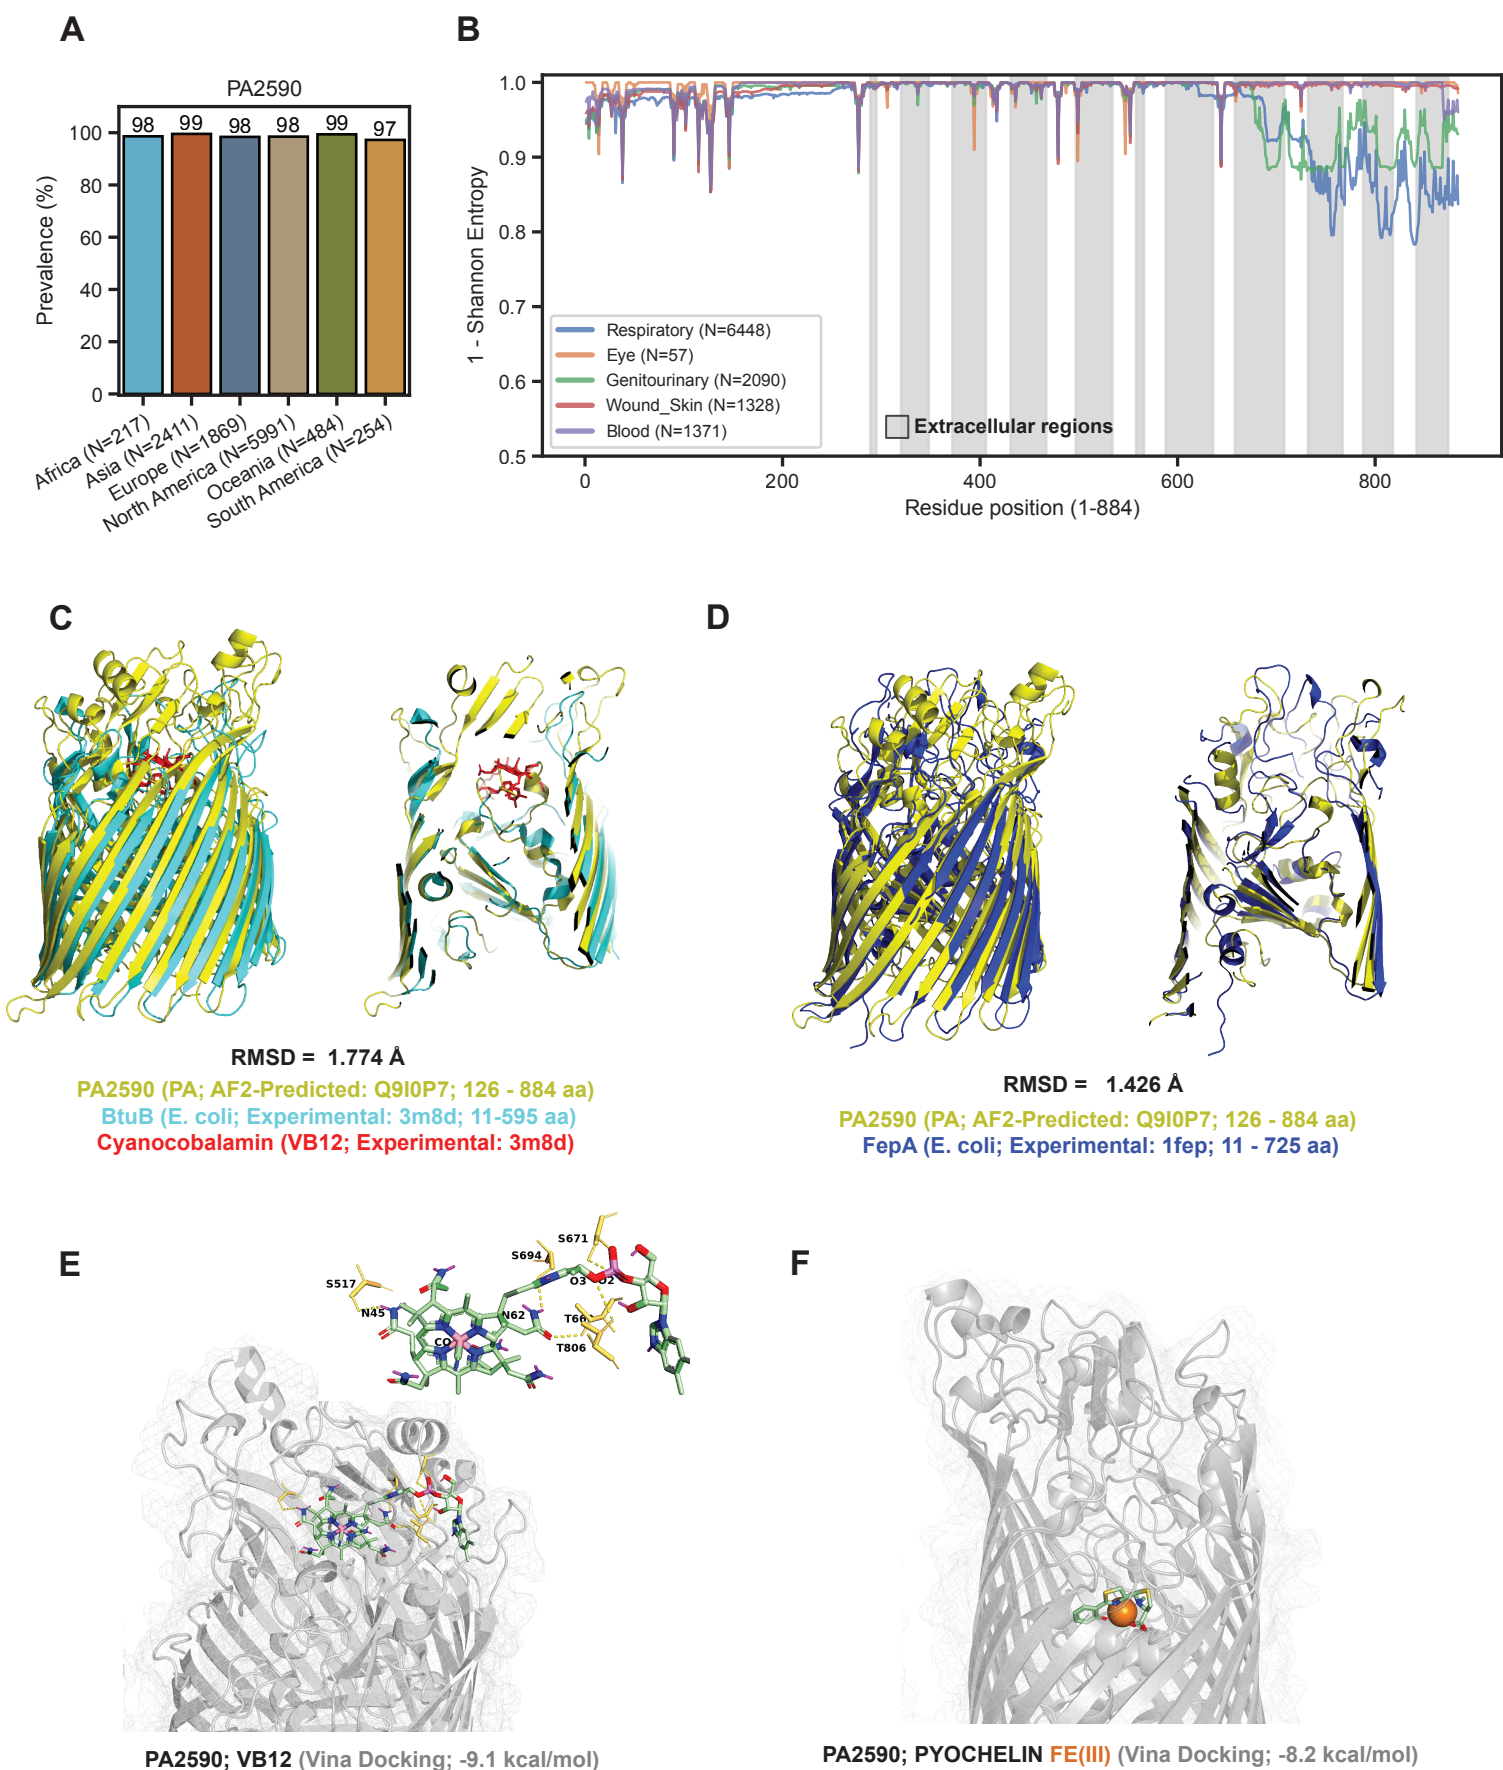 A
PA2590
Prevalence (%)
100
80
60
40
20
0
98
99
98
98
99
97
Africa (N=217)
Asia (N=2411)
Europe (N=1869)
North America (N=5991)
Oceania (N=484)
South America (N=254)
B
1 - Shannon Entropy
1.0
0.9
0.8
0.7
0.6
0.5
Respiratory (N=6448)
Eye (N=57)
Genitourinary (N=2090)
Wound_Skin (N=1328)
Blood (N=1371)
Extracellular regions
0
200
400
600
800
Residue position (1-884)
C
RMSD = 1.774 Å
PA2590 (PA; AF2-Predicted: Q9I0P7; 126 - 884 aa)
BtuB (E. coli; Experimental: 3m8d; 11-595 aa)
Cyanocobalamin (VB12; Experimental: 3m8d)
D
RMSD = 1.426 Å
PA2590 (PA; AF2-Predicted: Q9I0P7; 126 - 884 aa)
FepA (E. coli; Experimental: 1fep; 11 - 725 aa)
E
S671
S694
S517
O3
N45
N62
CO
T806
PA2590; VB12 (Vina Docking; -9.1 kcal/mol)
F
PA2590; PYOCHELIN FE(III) (Vina Docking; -8.2 kcal/mol)